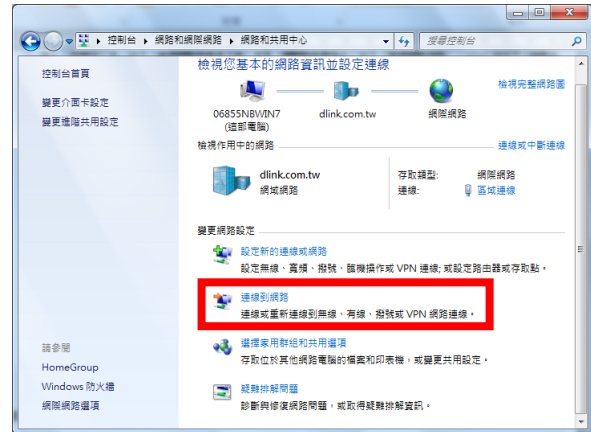 控制台 ▸ 網路和網際網路 ▸ 網路和共用中心
搜尋控制台
控制台首頁
變更介面卡設定
變更進階共用設定
檢視您基本的網路資訊並設定連線
檢視完整網路圖
06855NBWIN7
(這部電腦)
dlink.com.tw
網際網路
檢視作用中的網路
連線或中斷連線
dlink.com.tw
網域網路
存取類型:
網際網路
連線:
區域連線
變更網路設定
設定新的連線或網路
設定無線、寬頻、撥號、臨機操作或 VPN 連線; 或設定路由器或存取點。
連線到網路
連線或重新連線到無線、有線、撥號或 VPN 網路連線。
選擇家用群組和共用選項
存取位於其他網路電腦的檔案和印表機，或變更共用設定。
疑難排解問題
診斷與修復網路問題，或取得疑難排解資訊。
請參閱
HomeGroup
Windows 防火牆
網際網路選項